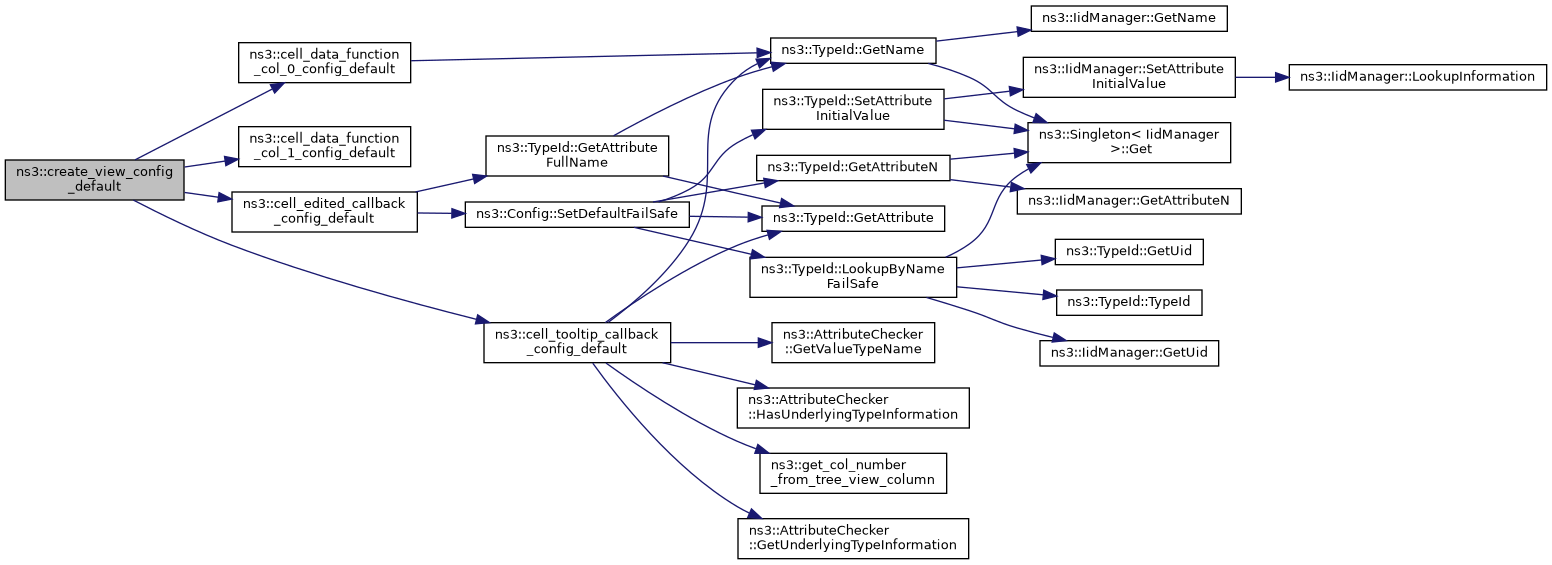 ns3::create_view_config
_default
ns3::cell_data_function
_col_0_config_default
ns3::cell_data_function
_col_1_config_default
ns3::cell_edited_callback
_config_default
ns3::TypeId::GetAttribute
FullName
ns3::Config::SetDefaultFailSafe
ns3::cell_tooltip_callback
_config_default
ns3::TypeId::GetName
ns3::TypeId::SetAttribute
InitialValue
ns3::TypeId::GetAttributeN
ns3::TypeId::GetAttribute
ns3::TypeId::LookupByName
FailSafe
ns3::AttributeChecker
::GetValueTypeName
ns3::AttributeChecker
::HasUnderlyingTypeInformation
ns3::get_col_number
_from_tree_view_column
ns3::AttributeChecker
::GetUnderlyingTypeInformation
ns3::IidManager::GetName
ns3::IidManager::SetAttribute
InitialValue
ns3::Singleton< IidManager
>::Get
ns3::IidManager::GetAttributeN
ns3::TypeId::GetUid
ns3::TypeId::TypeId
ns3::IidManager::GetUid
ns3::IidManager::LookupInformation